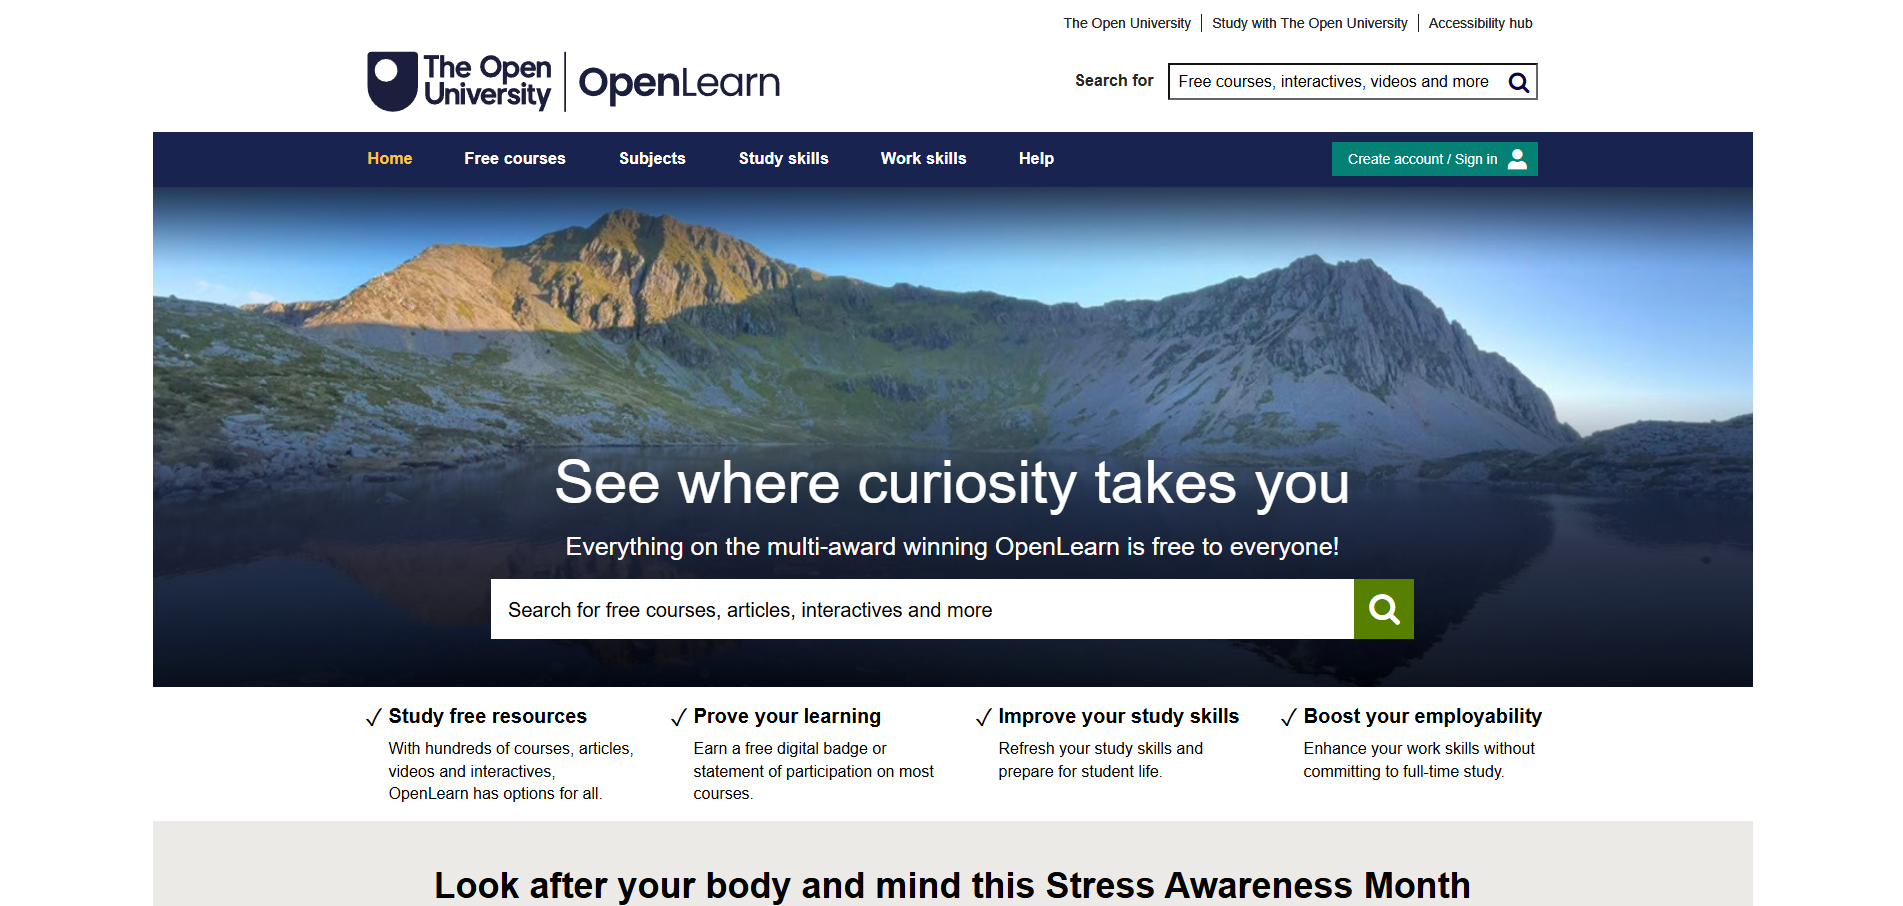 The Open University
Study with The Open University
Accessibility hub
The Open
University
OpenLearn
Search for
Free courses, interactives, videos and more
Home
Free courses
Subjects
Study skills
Work skills
Help
Create account / Sign in
See where curiosity takes you
Everything on the multi-award winning OpenLearn is free to everyone!
Search for free courses, articles, interactives and more
Study free resources
With hundreds of courses, articles,
videos and interactives,
OpenLearn has options for all.
Prove your learning
Earn a free digital badge or
statement of participation on most
courses.
Improve your study skills
Refresh your study skills and
prepare for student life.
Boost your employability
Enhance your work skills without
committing to full-time study.
Look after your body and mind this Stress Awareness Month